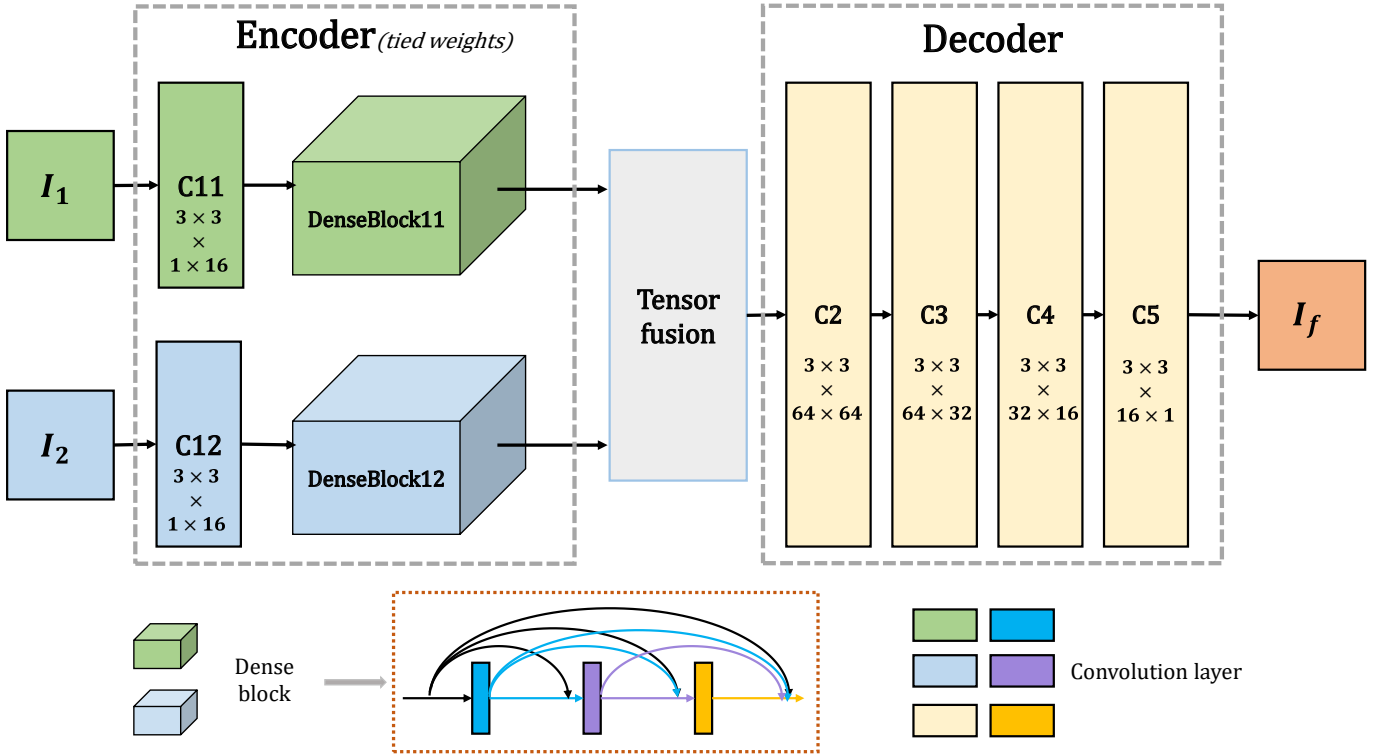 Encoder (tied weights)
Decoder
I₁
C11
3 × 3
×
1 × 16
DenseBlock11
I₂
C12
3 × 3
×
1 × 16
DenseBlock12
Tensor
fusion
C2
3 × 3
×
64 × 64
C3
3 × 3
×
64 × 32
C4
3 × 3
×
32 × 16
C5
3 × 3
×
16 × 1
I_f
Dense
block
Convolution layer